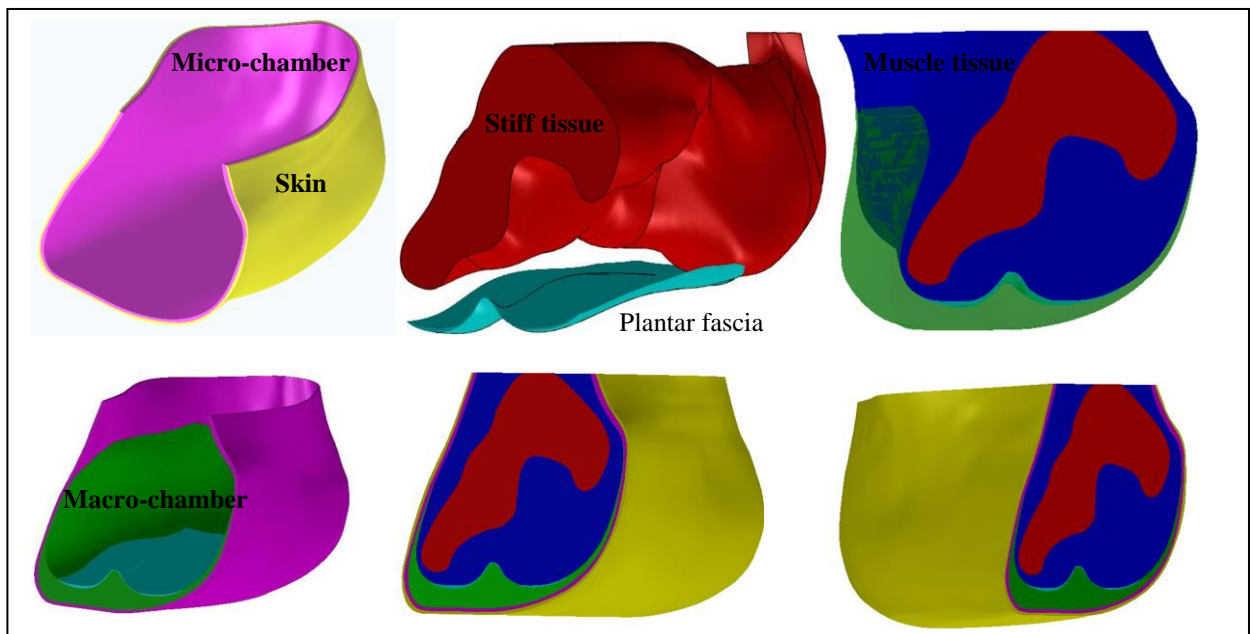 Micro-chamber
Skin
Stiff tissue
Plantar fascia
Muscle tissue
Macro-chamber